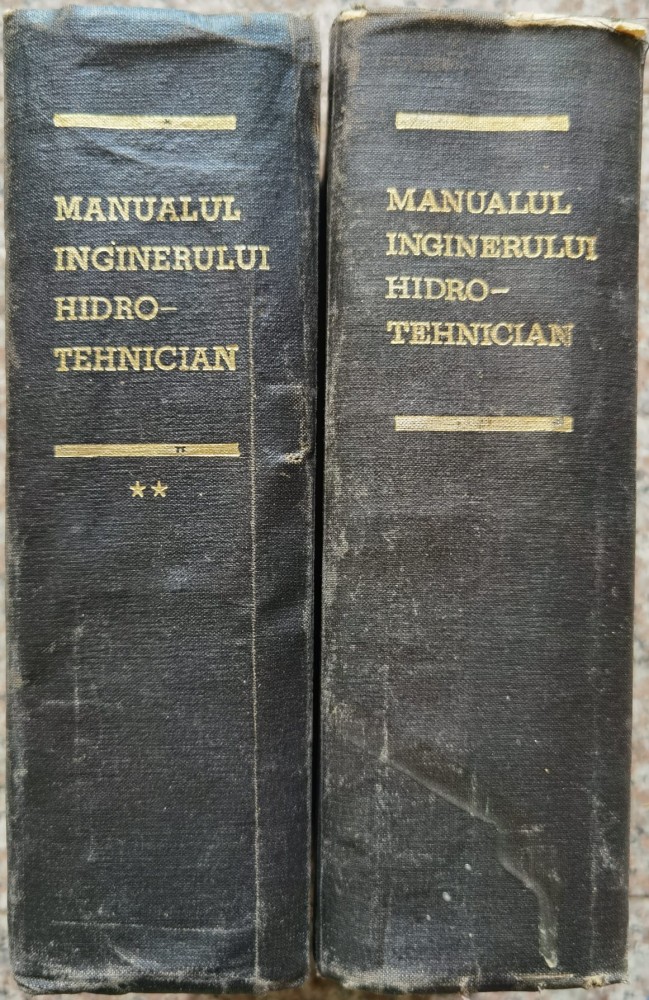 MANUALUL
INGINERULUI
HIDRO-
TEHNICIAN
**
MANUALUL
INGINERULUI
HIDRO-
TEHNICIAN